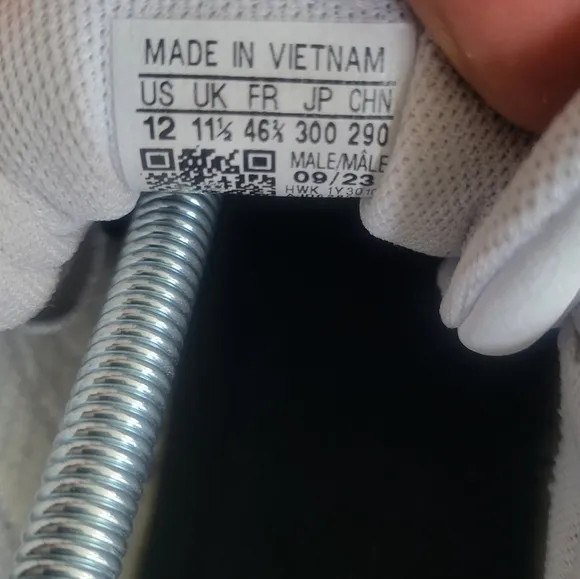 MADE IN VIETNAM
US UK FR JP CHN
12 11½ 46⅔ 300 290
MALE/MÂLE
09/23
HWK